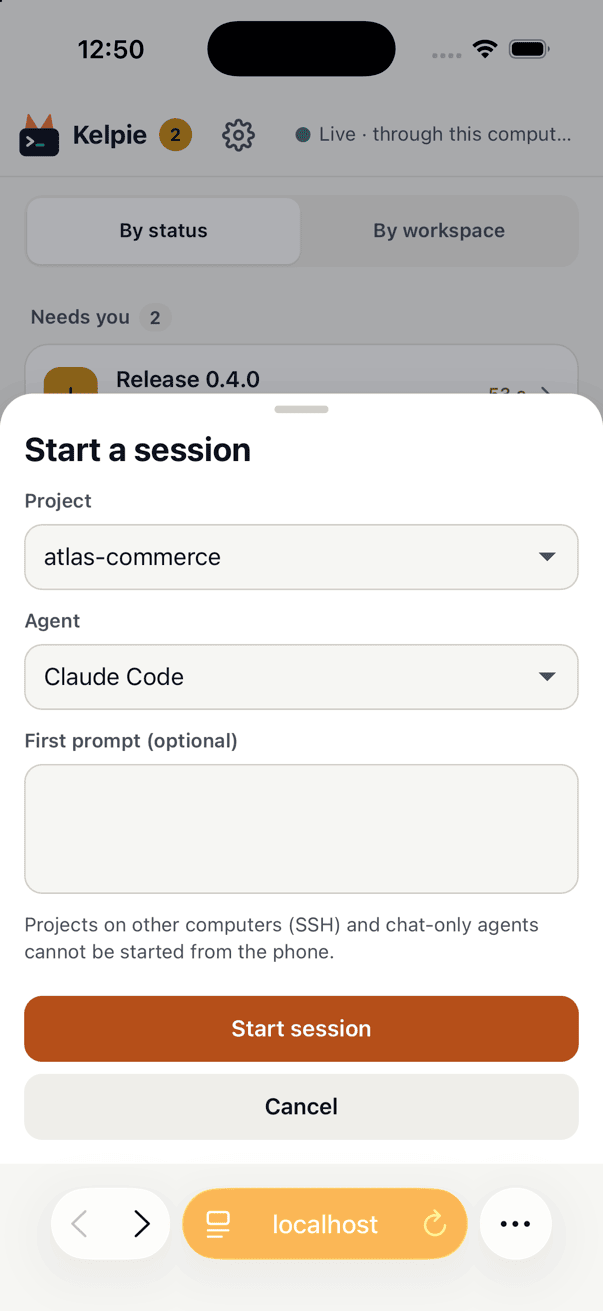 12:50
Kelpie 2
Live · through this comput...
By status
By workspace
Needs you 2
Release 0.4.0
Start a session
Project
atlas-commerce
Agent
Claude Code
First prompt (optional)
Projects on other computers (SSH) and chat-only agents
cannot be started from the phone.
Start session
Cancel
localhost